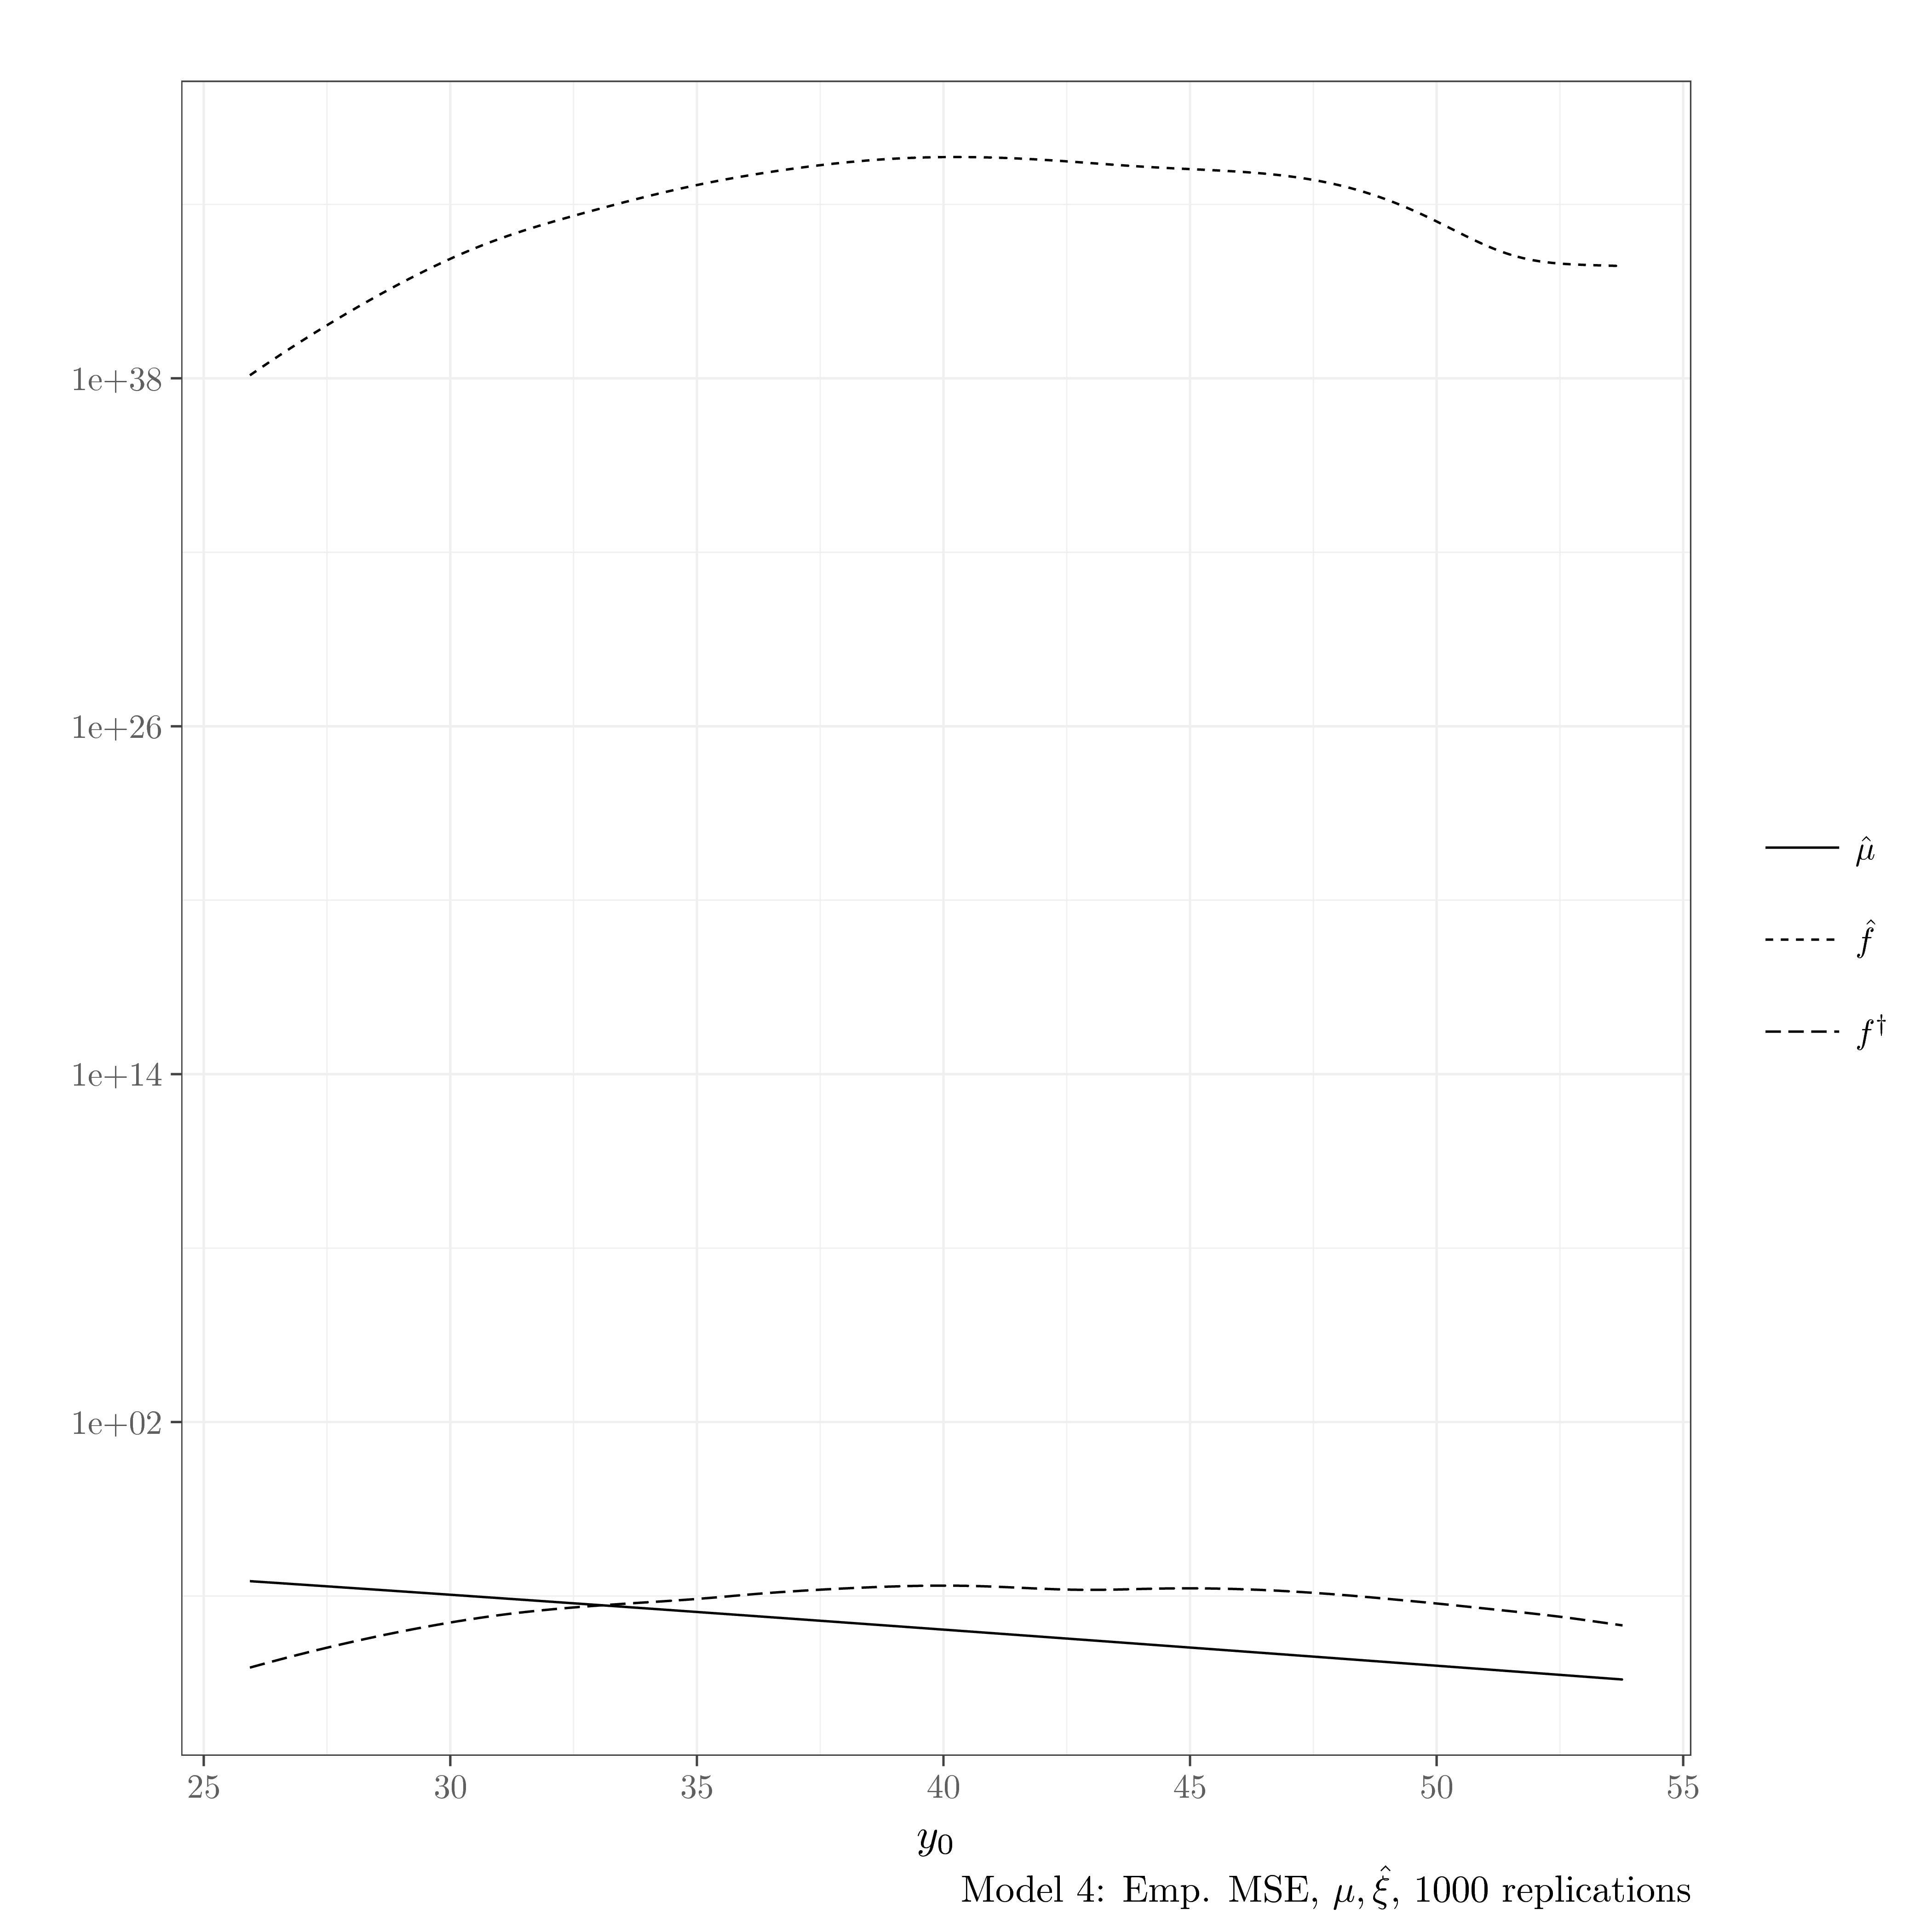 1e+38
1e+26
1e+14
1e+02
25 30 35 40 45 50 55
y₀
μ̂
f̂
f†
Model 4: Emp. MSE, μ, ξ̂, 1000 replications